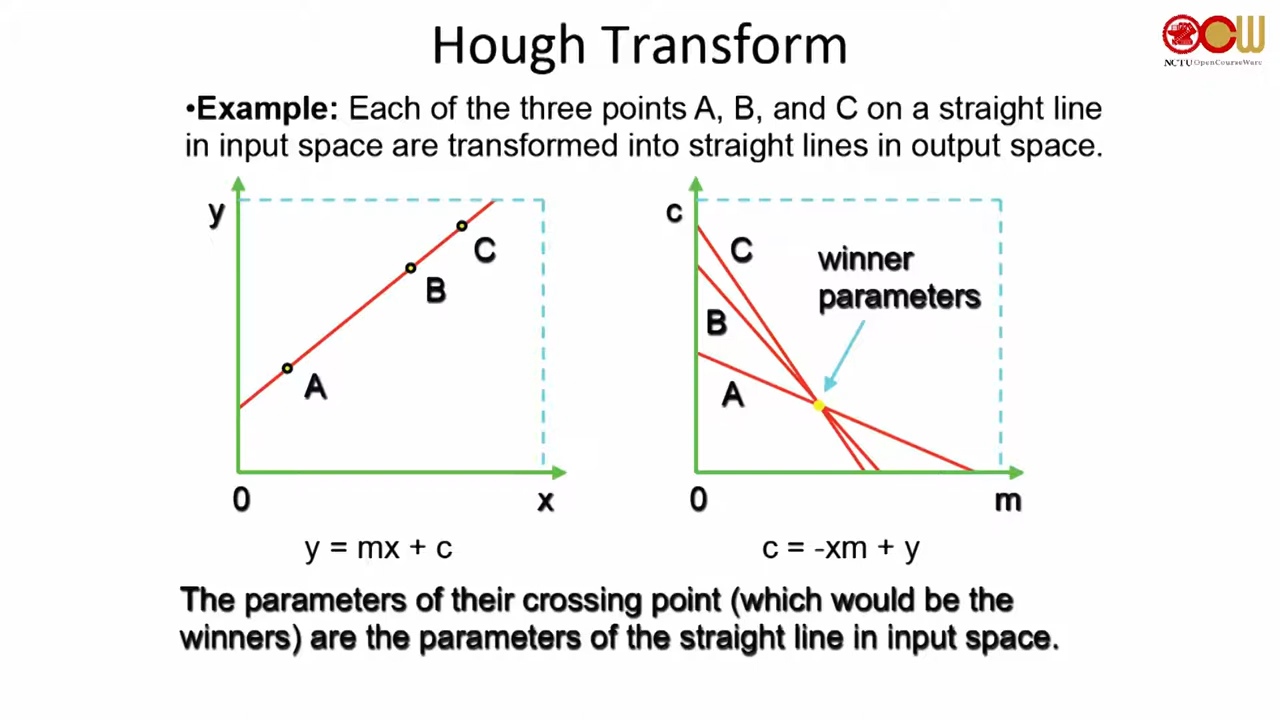 Hough Transform
NCTU OpenCourseWare
•Example: Each of the three points A, B, and C on a straight line
in input space are transformed into straight lines in output space.
y
C
B
A
0
x
y = mx + c
c
C
B
A
winner
parameters
0
m
c = -xm + y
The parameters of their crossing point (which would be the
winners) are the parameters of the straight line in input space.